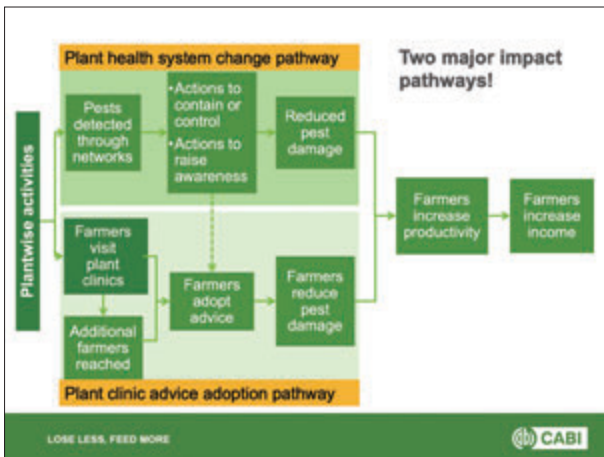 Plant health system change pathway
Two major impact
pathways!
Plantwise activities
Pests
detected
through
networks
•Actions to
contain or
control
•Actions to
raise
awareness
Reduced
pest
damage
Farmers
visit
plant
clinics
Additional
farmers
reached
Farmers
adopt
advice
Farmers
reduce
pest
damage
Farmers
increase
productivity
Farmers
increase
income
Plant clinic advice adoption pathway
LOSE LESS, FEED MORE
cabi CABI